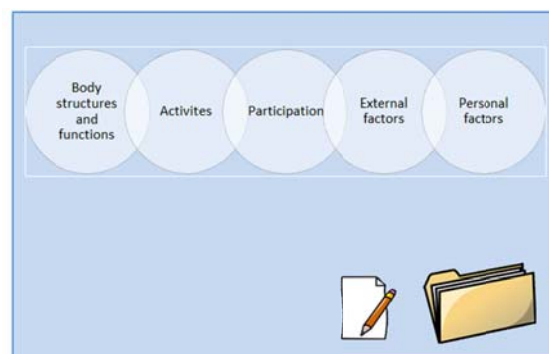 Body
structures
and
functions
Activites
Participation
External
factors
Personal
factors